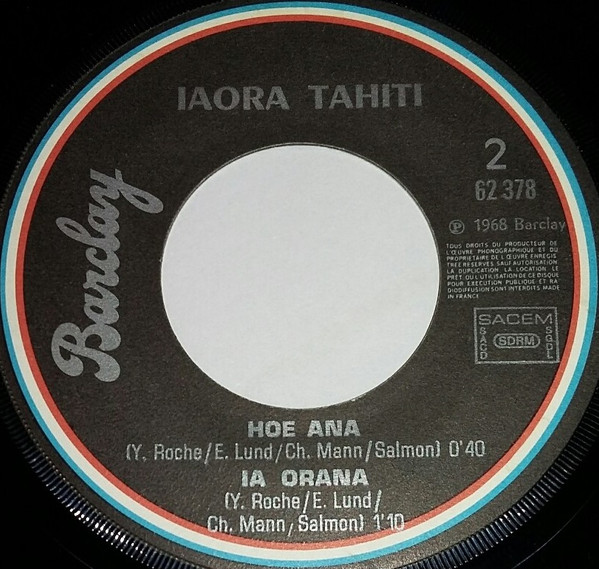 IAORA TAHITI
Barclay
2
62 378
Ⓟ 1968 Barclay
TOUS DROITS DU PRODUCTEUR DE
L'ŒUVRE PHONOGRAPHIQUE ET DU
PROPRIETAIRE DE L'ŒUVRE ENREGIS
TREE RESERVES SAUF AUTORISATION
LA DUPLICATION LA LOCATION LE
PRET OU L'UTILISATION DE CE DISQUE
POUR EXECUTION PUBLIQUE ET RA
DIODIFFUSION SONT INTERDITS MADE
IN FRANCE
SACEM
SACD
SDRM
SGDL
HOE ANA
(Y. Roche/E. Lund/Ch. Mann/Salmon) 0'40
IA ORANA
(Y. Roche/E. Lund/
Ch. Mann/Salmon) 1'10